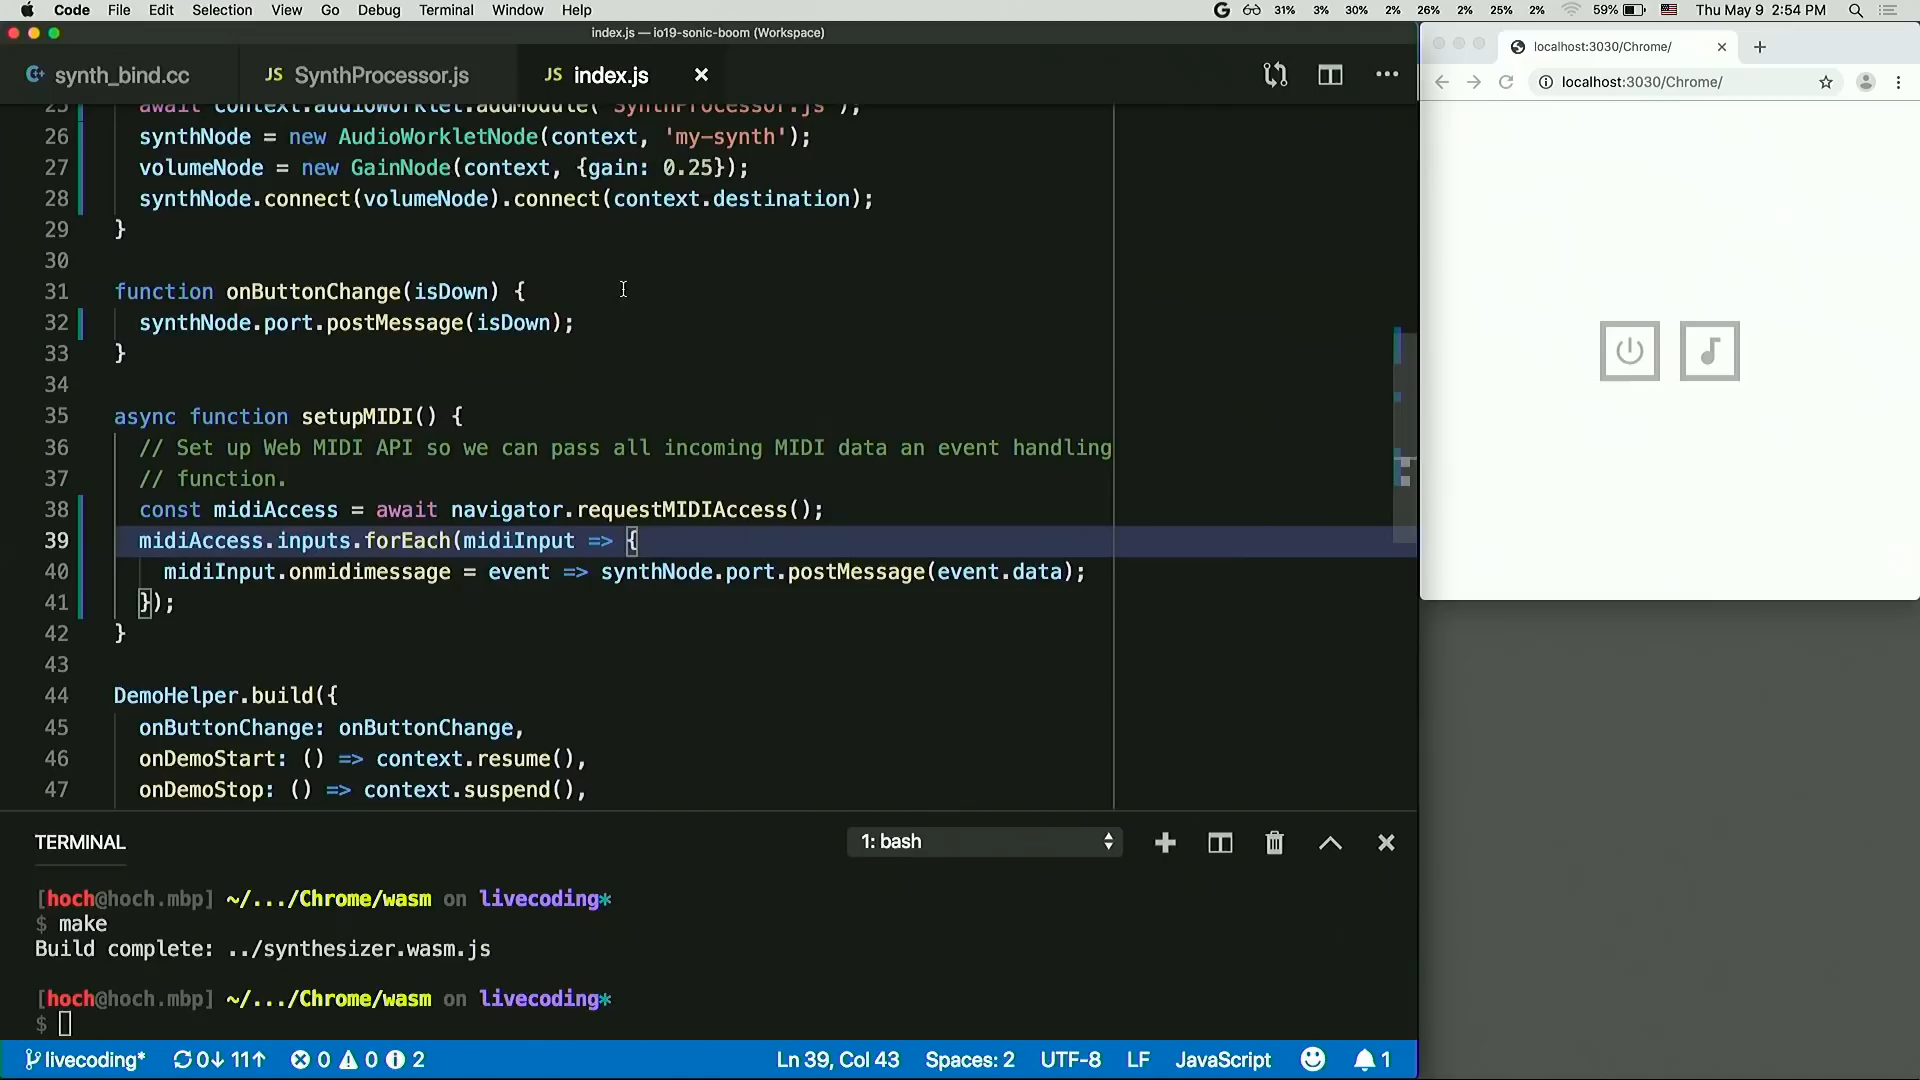 Code File Edit Selection View Go Debug Terminal Window Help
31% 3% 30% 2% 26% 2% 25% 2% 59% Thu May 9 2:54 PM
index.js — io19-sonic-boom (Workspace)
synth_bind.cc JS SynthProcessor.js JS index.js
25 await context.audioWorklet.addModule('SynthProcessor.js');
26 synthNode = new AudioWorkletNode(context, 'my-synth');
27 volumeNode = new GainNode(context, {gain: 0.25});
28 synthNode.connect(volumeNode).connect(context.destination);
29 }
30
31 function onButtonChange(isDown) {
32 synthNode.port.postMessage(isDown);
33 }
34
35 async function setupMIDI() {
36 // Set up Web MIDI API so we can pass all incoming MIDI data an event handling
37 // function.
38 const midiAccess = await navigator.requestMIDIAccess();
39 midiAccess.inputs.forEach(midiInput => {
40 midiInput.onmidimessage = event => synthNode.port.postMessage(event.data);
41 });
42 }
43
44 DemoHelper.build({
45 onButtonChange: onButtonChange,
46 onDemoStart: () => context.resume(),
47 onDemoStop: () => context.suspend(),
TERMINAL 1: bash
[hoch@hoch.mbp] ~/.../Chrome/wasm on livecoding*
$ make
Build complete: ../synthesizer.wasm.js
[hoch@hoch.mbp] ~/.../Chrome/wasm on livecoding*
$
livecoding* 0↓ 11↑ 0 0 2 Ln 39, Col 43 Spaces: 2 UTF-8 LF JavaScript 1
localhost:3030/Chrome/
localhost:3030/Chrome/